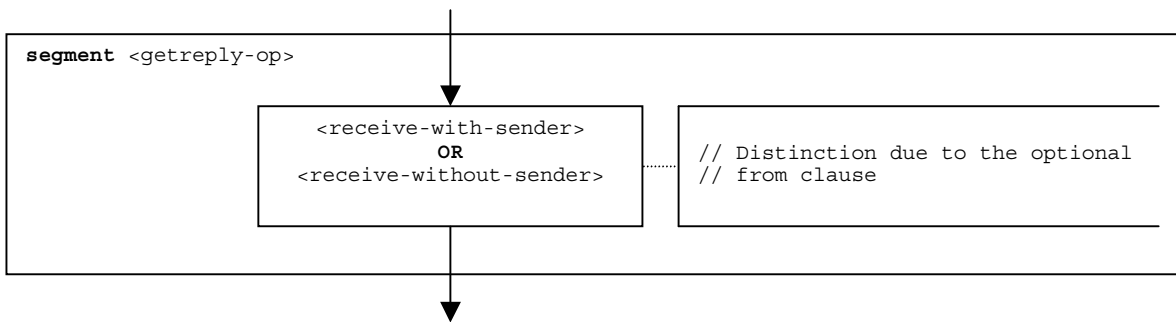 segment <getreply-op>
<receive-with-sender>
OR
<receive-without-sender>
// Distinction due to the optional
// from clause